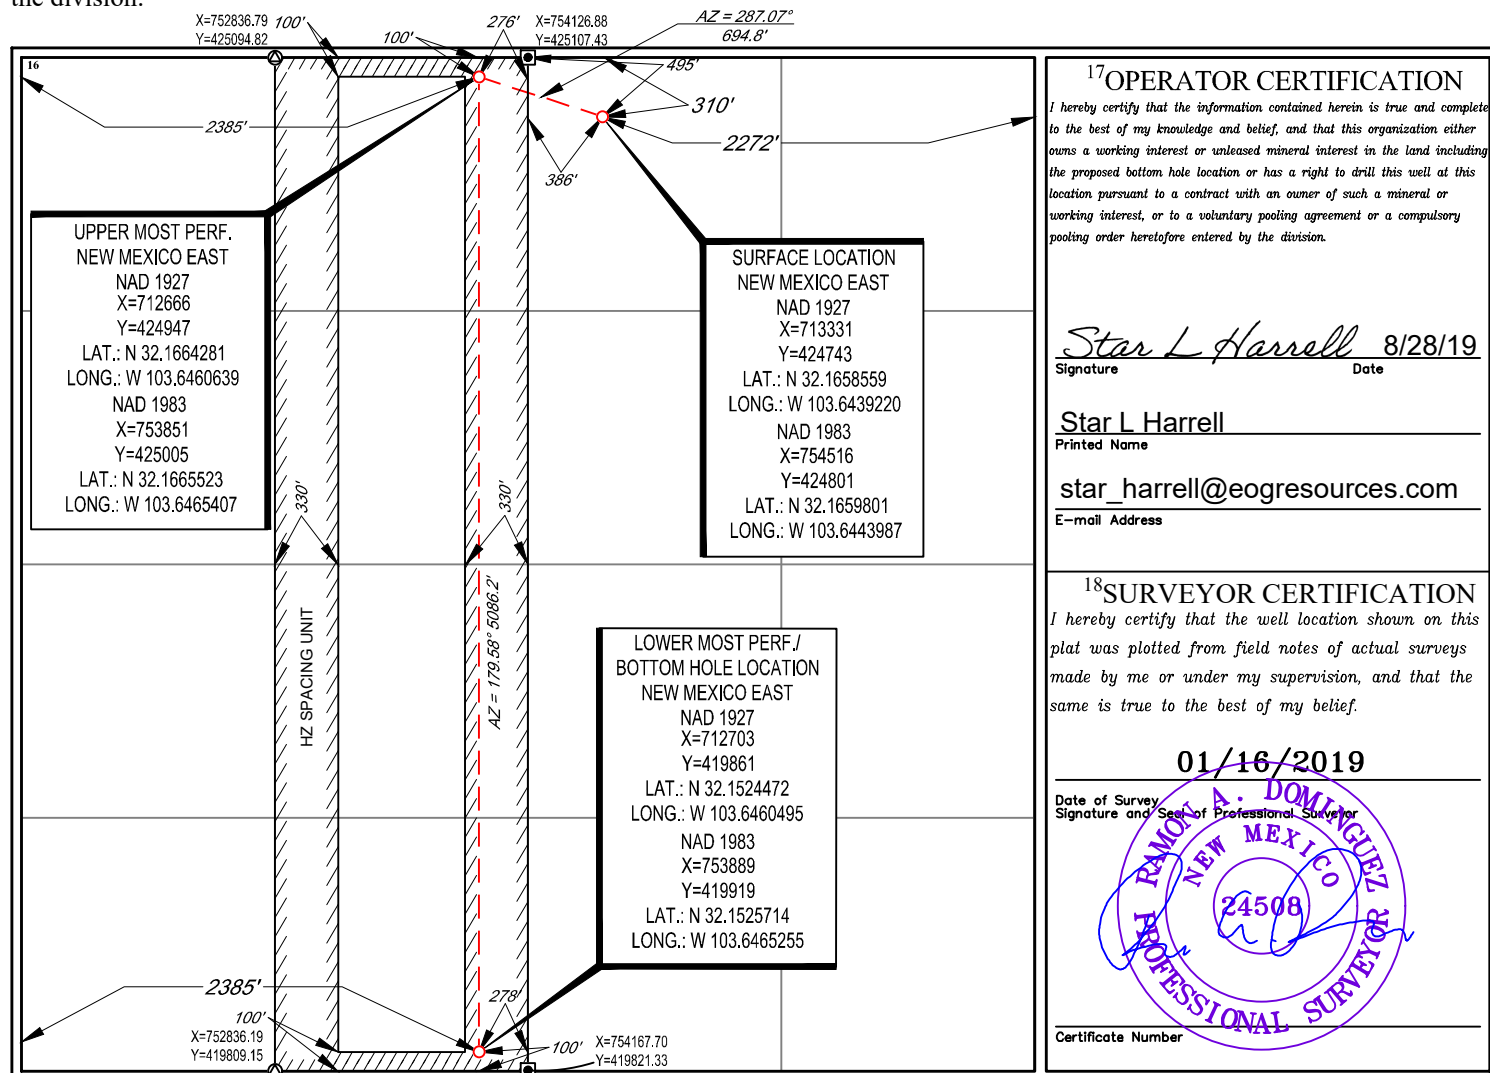 the division.
X=752836.79
Y=425094.82
100'
100'
276'
X=754126.88
Y=425107.43
AZ = 287.07°
694.8'
16
495'
310'
2385'
2272'
386'
UPPER MOST PERF.
NEW MEXICO EAST
NAD 1927
X=712666
Y=424947
LAT.: N 32.1664281
LONG.: W 103.6460639
NAD 1983
X=753851
Y=425005
LAT.: N 32.1665523
LONG.: W 103.6465407
SURFACE LOCATION
NEW MEXICO EAST
NAD 1927
X=713331
Y=424743
LAT.: N 32.1658559
LONG.: W 103.6439220
NAD 1983
X=754516
Y=424801
LAT.: N 32.1659801
LONG.: W 103.6443987
330'
330'
HZ SPACING UNIT
AZ = 179.58° 5086.2'
LOWER MOST PERF./
BOTTOM HOLE LOCATION
NEW MEXICO EAST
NAD 1927
X=712703
Y=419861
LAT.: N 32.1524472
LONG.: W 103.6460495
NAD 1983
X=753889
Y=419919
LAT.: N 32.1525714
LONG.: W 103.6465255
2385'
278'
100'
X=752836.19
Y=419809.15
100'
X=754167.70
Y=419821.33
17 OPERATOR CERTIFICATION
I hereby certify that the information contained herein is true and complete
to the best of my knowledge and belief, and that this organization either
owns a working interest or unleased mineral interest in the land including
the proposed bottom hole location or has a right to drill this well at this
location pursuant to a contract with an owner of such a mineral or
working interest, or to a voluntary pooling agreement or a compulsory
pooling order heretofore entered by the division.
Star L Harrell 8/28/19
Signature Date
Star L Harrell
Printed Name
star_harrell@eogresources.com
E-mail Address
18 SURVEYOR CERTIFICATION
I hereby certify that the well location shown on this
plat was plotted from field notes of actual surveys
made by me or under my supervision, and that the
same is true to the best of my belief.
01/16/2019
Date of Survey
Signature and Seal of Professional Surveyor
RAMON A. DOMINGUEZ
NEW MEXICO
24508
PROFESSIONAL SURVEYOR
Certificate Number